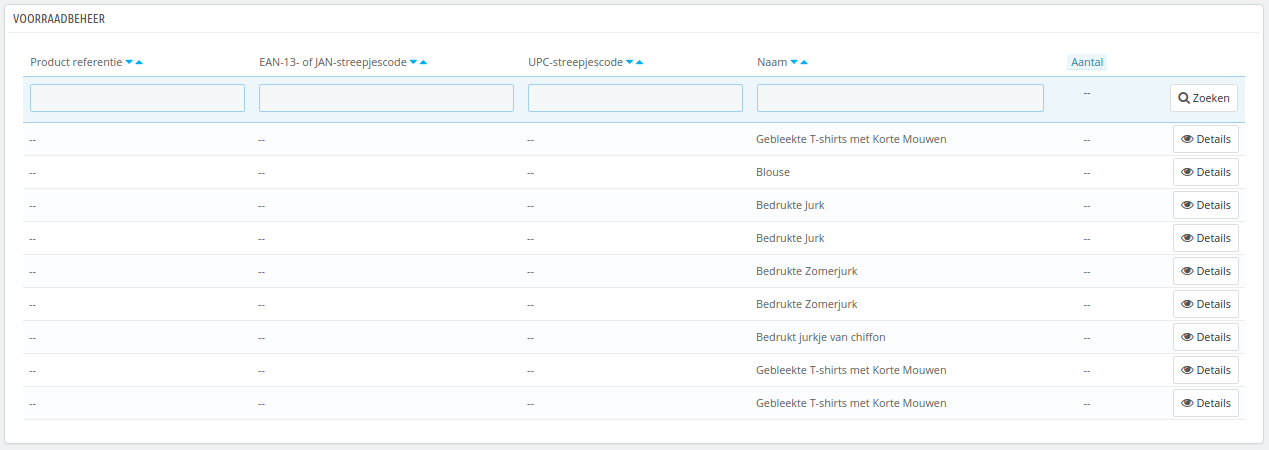 VOORRAADBEHEER
Product referentie EAN-13- of JAN-streepjescode UPC-streepjescode Naam Aantal
-- Zoeken
-- -- -- Gebleekte T-shirts met Korte Mouwen -- Details
-- -- -- Blouse -- Details
-- -- -- Bedrukte Jurk -- Details
-- -- -- Bedrukte Jurk -- Details
-- -- -- Bedrukte Zomerjurk -- Details
-- -- -- Bedrukte Zomerjurk -- Details
-- -- -- Bedrukt jurkje van chiffon -- Details
-- -- -- Gebleekte T-shirts met Korte Mouwen -- Details
-- -- -- Gebleekte T-shirts met Korte Mouwen -- Details